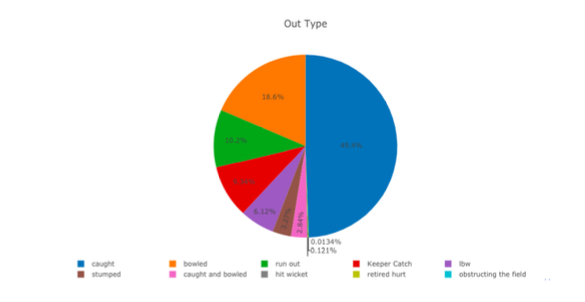 Out Type
18.6%
10.2%
6.12%
2.84%
0.0134%
0.121%
caught
bowled
run out
Keeper Catch
lbw
stumped
caught and bowled
hit wicket
retired hurt
obstructing the field